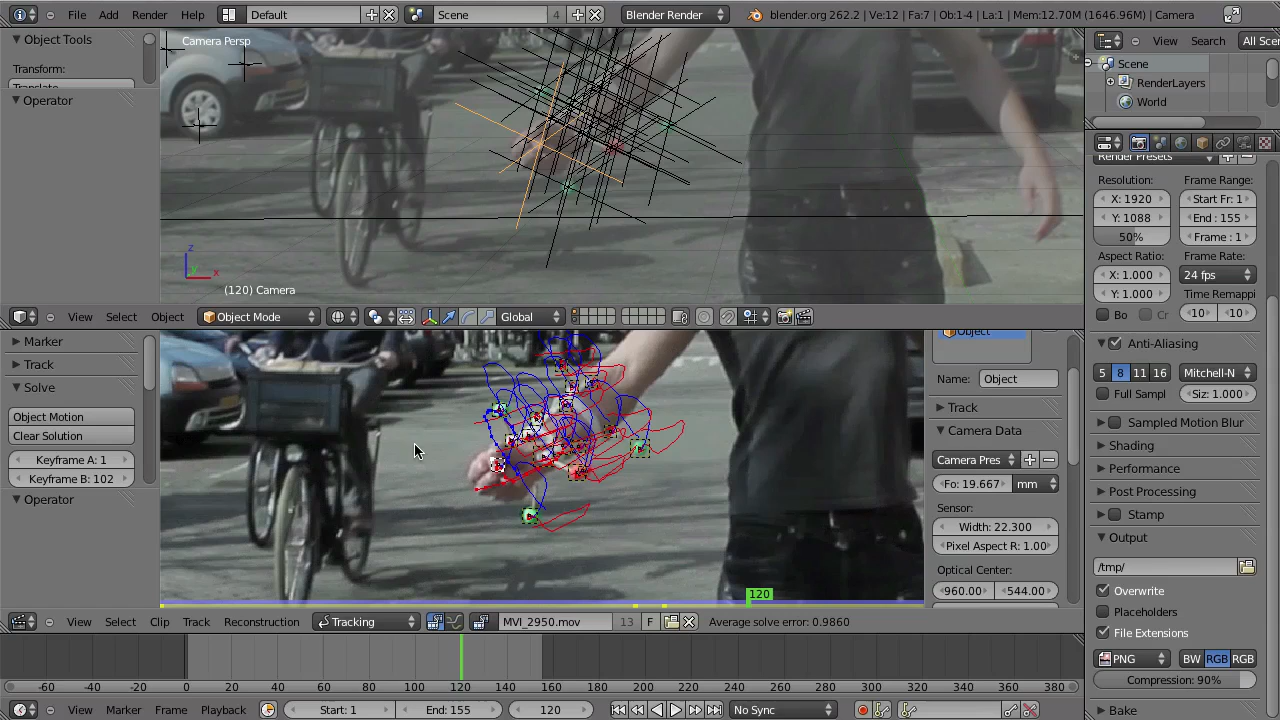 File Add Render Help Default Scene 4 Blender Render blender.org 262.2 | Ve:12 | Fa:7 | Ob:1-4 | La:1 | Mem:12.70M (1646.96M) | Camera
Object Tools
Transform:
Translate
Operator
Camera Persp
z
y
x
(120) Camera
View Select Object Object Mode Global
View Search All Sce
Scene
RenderLayers
World
Render Presets
Resolution: Frame Range:
X: 1920 Start Fr: 1
Y: 1088 End : 155
50% Frame : 1
Aspect Ratio: Frame Rate:
X: 1.000 24 fps
Y: 1.000 Time Remappi
Bo Cr 10 10
Anti-Aliasing
5 8 11 16 Mitchell-N
Full Sampl Siz: 1.000
Sampled Motion Blur
Shading
Performance
Post Processing
Stamp
Output
/tmp/
Overwrite
Placeholders
File Extensions
PNG BW RGB RGB
Compression: 90%
Bake
Marker
Track
Solve
Object Motion
Clear Solution
Keyframe A: 1
Keyframe B: 102
Operator
Object
Name: Object
Track
Camera Data
Camera Pres
Fo: 19.667 mm
Sensor:
Width: 22.300
Pixel Aspect R: 1.00
Optical Center:
960.00 544.00
120
View Select Clip Track Reconstruction Tracking MVI_2950.mov 13 F Average solve error: 0.9860
-60 -40 -20 0 20 40 60 80 100 120 140 160 180 200 220 240 260 280 300 320 340 360 380
View Marker Frame Playback Start: 1 End: 155 120 No Sync